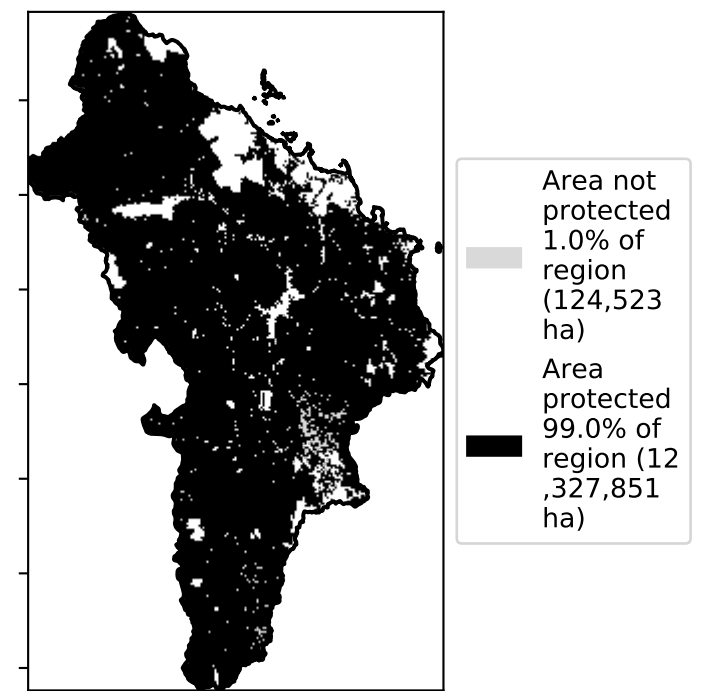 Area not
protected
1.0% of
region
(124,523
ha)
Area
protected
99.0% of
region (12
,327,851
ha)